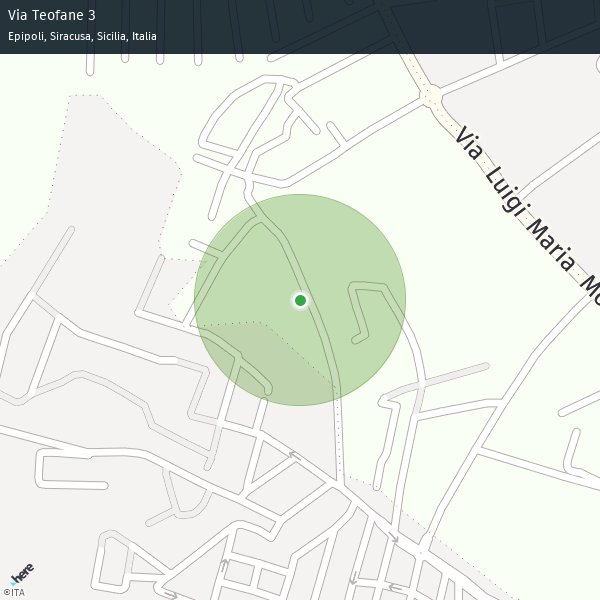 Via Teofane 3
Epipoli, Siracusa, Sicilia, Italia
Via Luigi Maria
here
©ITA